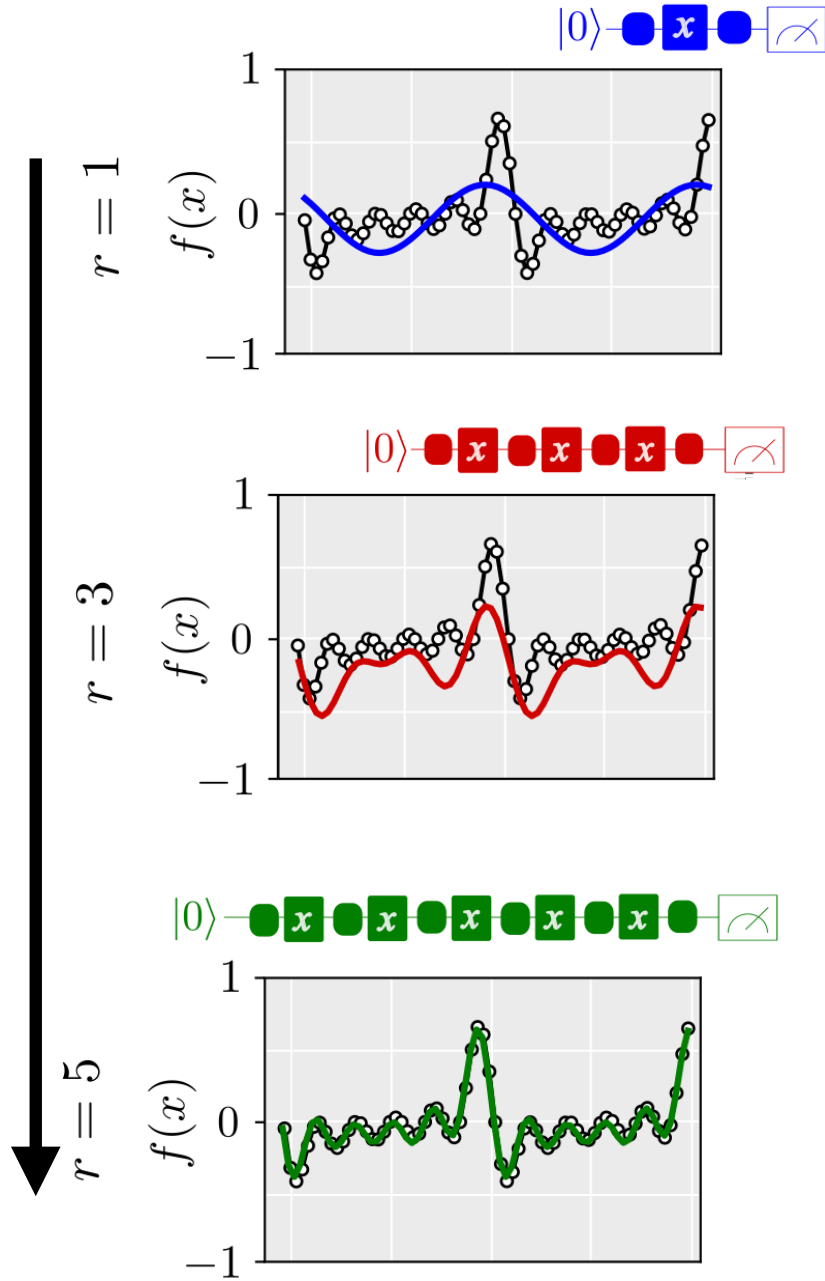 |0⟩ x
1
0
−1
f(x)
r = 1
|0⟩ x x x
1
0
−1
f(x)
r = 3
|0⟩ x x x x x
1
0
−1
f(x)
r = 5